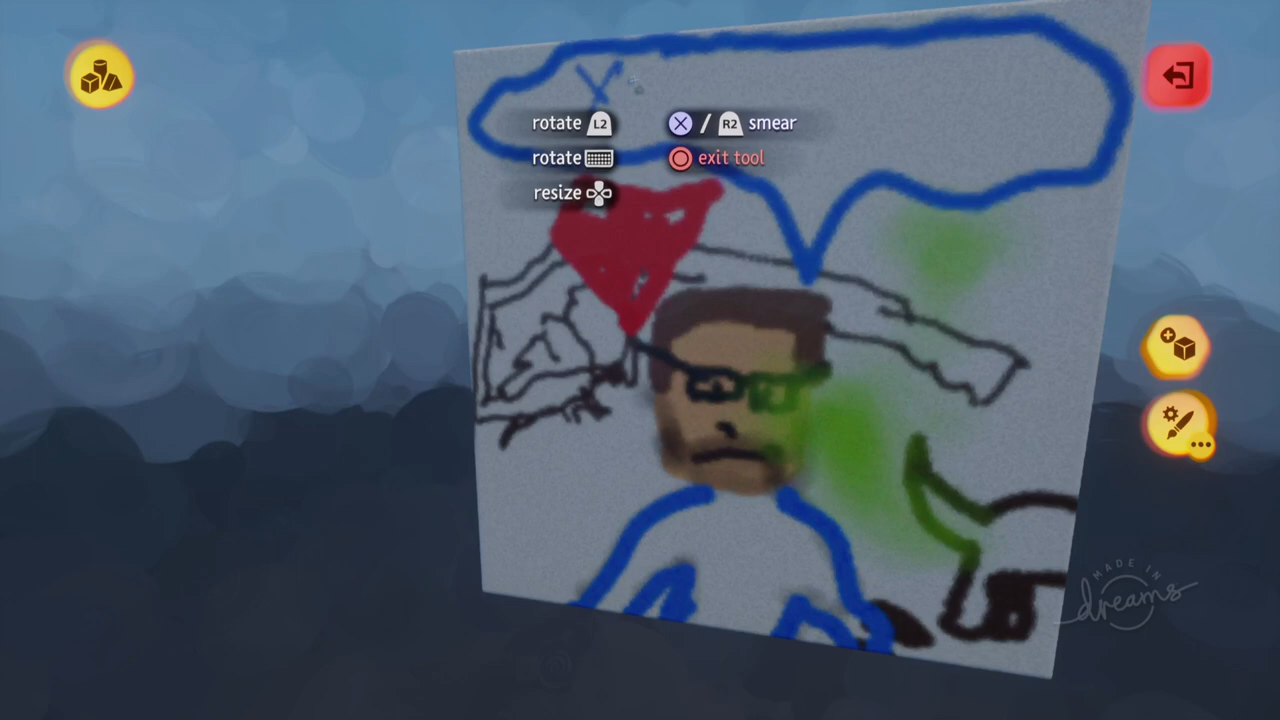 rotate L2
X / R2 smear
rotate
exit tool
resize
MADE IN
dreams